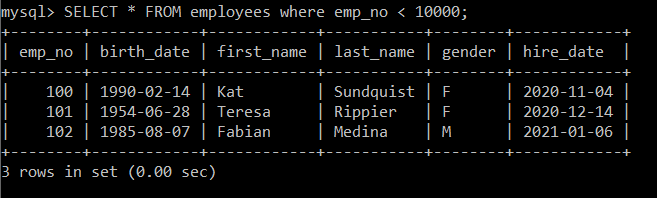 mysql> SELECT * FROM employees where emp_no < 10000;
+--------+------------+------------+-----------+--------+------------+
| emp_no | birth_date | first_name | last_name | gender | hire_date  |
+--------+------------+------------+-----------+--------+------------+
|    100 | 1990-02-14 | Kat        | Sundquist | F      | 2020-11-04 |
|    101 | 1954-06-28 | Teresa     | Rippier   | F      | 2020-12-14 |
|    102 | 1985-08-07 | Fabian     | Medina    | M      | 2021-01-06 |
+--------+------------+------------+-----------+--------+------------+
3 rows in set (0.00 sec)